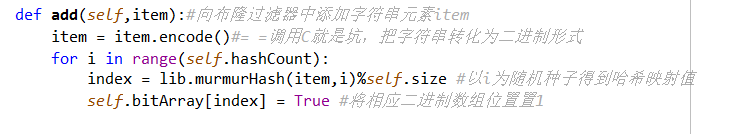 def add(self,item):#向布隆过滤器中添加字符串元素item
    item = item.encode()#= =调用C就是坑，把字符串转化为二进制形式
    for i in range(self.hashCount):
        index = lib.murmurHash(item,i)%self.size #以i为随机种子得到哈希映射值
        self.bitArray[index] = True #将相应二进制数组位置置1